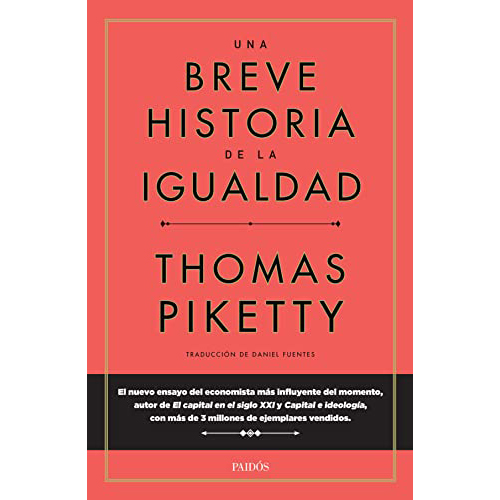 UNA
BREVE
HISTORIA
DE LA
IGUALDAD
THOMAS
PIKETTY
TRADUCCIÓN DE DANIEL FUENTES
El nuevo ensayo del economista más influyente del momento,
autor de El capital en el siglo XXI y Capital e ideología,
con más de 3 millones de ejemplares vendidos.
PAIDÓS